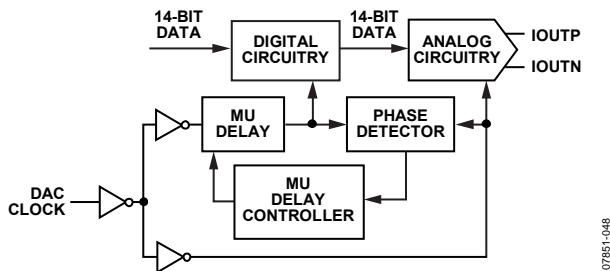 14-BIT
DATA
14-BIT
DATA
DIGITAL
CIRCUITRY
ANALOG
CIRCUITRY
IOUTP
IOUTN
MU
DELAY
PHASE
DETECTOR
MU
DELAY
CONTROLLER
DAC
CLOCK
07851-048